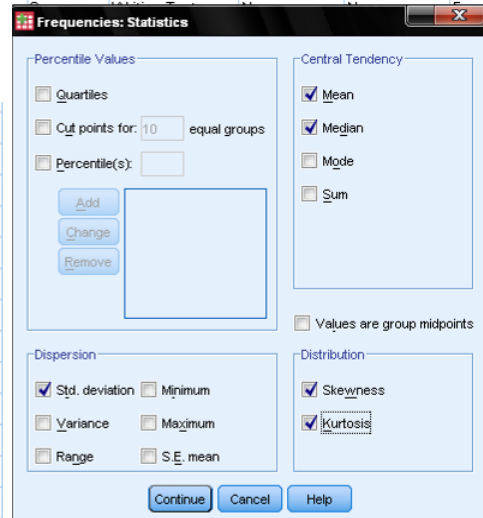 Frequencies: Statistics
X
Percentile Values
Quartiles
Cut points for: 10 equal groups
Percentile(s):
Add
Change
Remove
Central Tendency
Mean
Median
Mode
Sum
Values are group midpoints
Dispersion
Std. deviation
Minimum
Variance
Maximum
Range
S.E. mean
Distribution
Skewness
Kurtosis
Continue
Cancel
Help